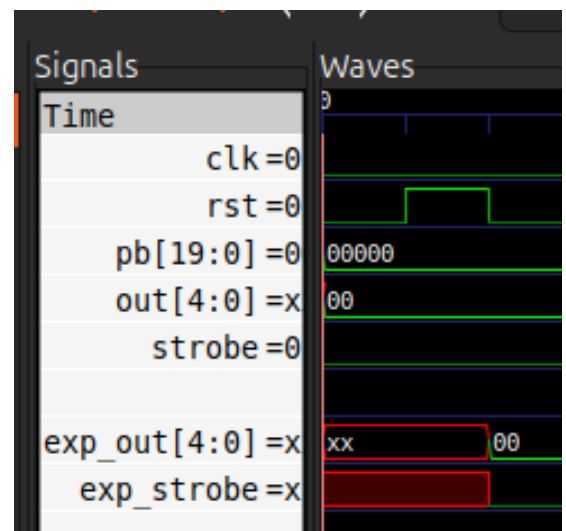 Signals
Waves
Time
0
clk=0
rst=0
pb[19:0]=0
00000
out[4:0]=x
00
strobe=0
exp_out[4:0]=x
xx
00
exp_strobe=x